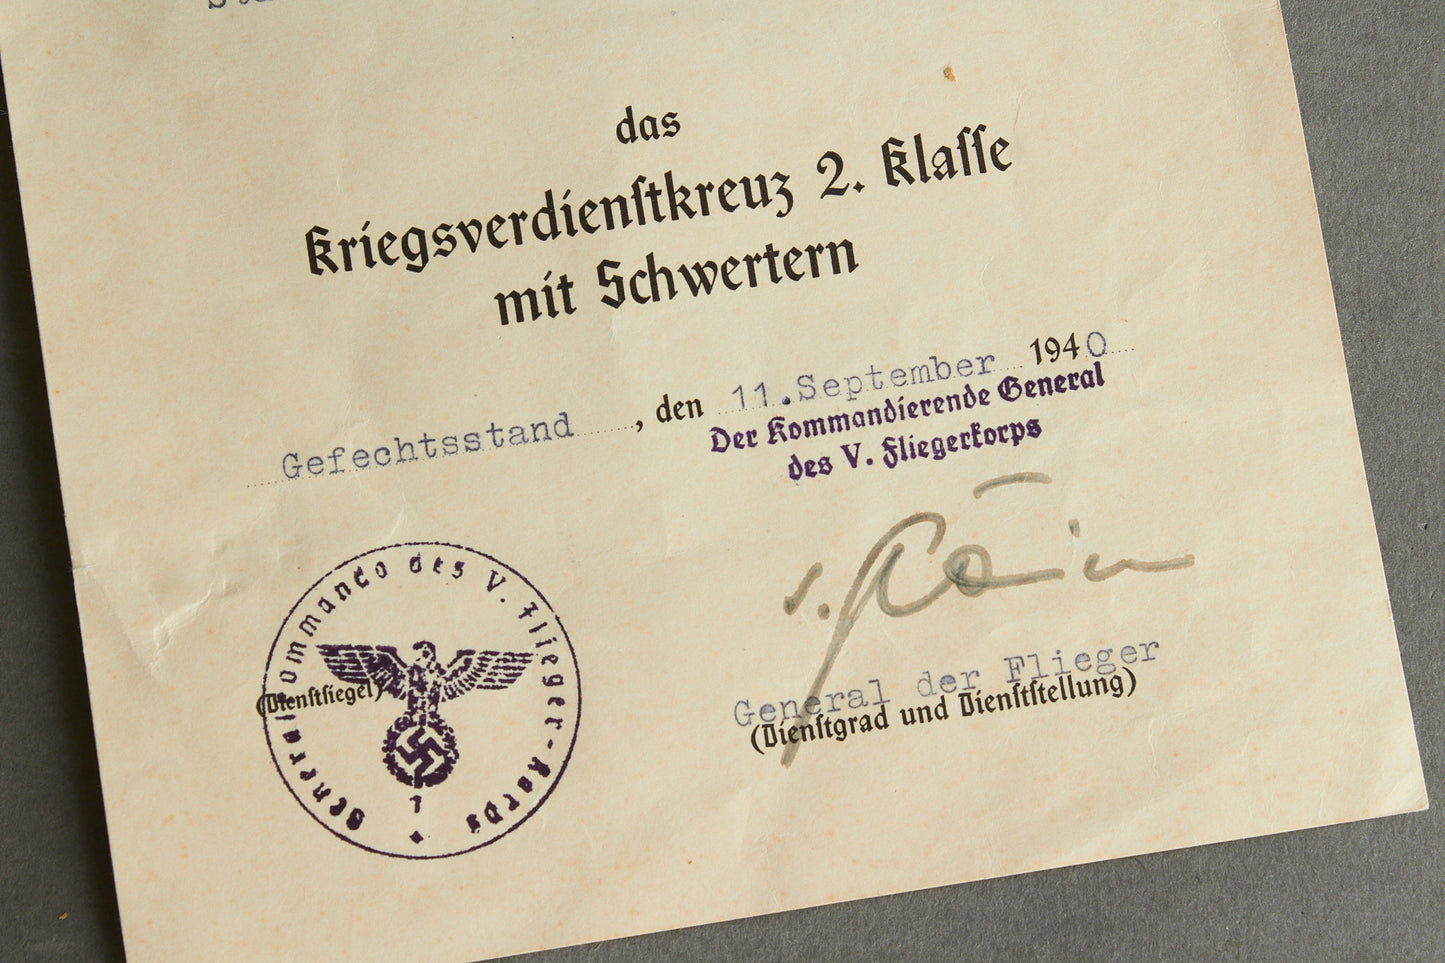 das
Kriegsverdienstkreuz 2. Klasse
mit Schwertern
Gefechtsstand, den 11.September 1940
Der Kommandierende General
des V. Fliegerkorps
General der Flieger
(Dienstgrad und Dienststellung)
(Dienstsiegel)
Generalkommando des V. Flieger-Korps
1